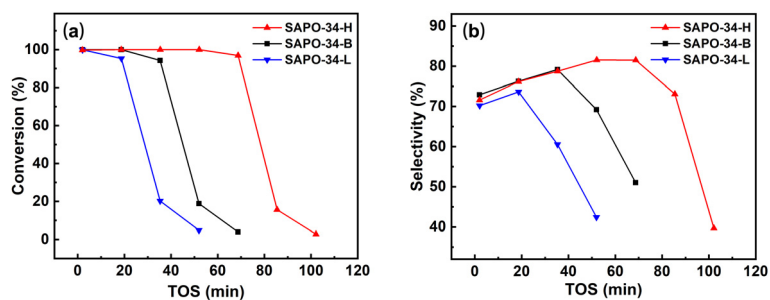 (a)
SAPO-34-H
SAPO-34-B
SAPO-34-L
Conversion (%)
100
80
60
40
20
0
0 20 40 60 80 100 120
TOS (min)
(b)
SAPO-34-H
SAPO-34-B
SAPO-34-L
Selectivity (%)
90
80
70
60
50
40
0 20 40 60 80 100 120
TOS (min)